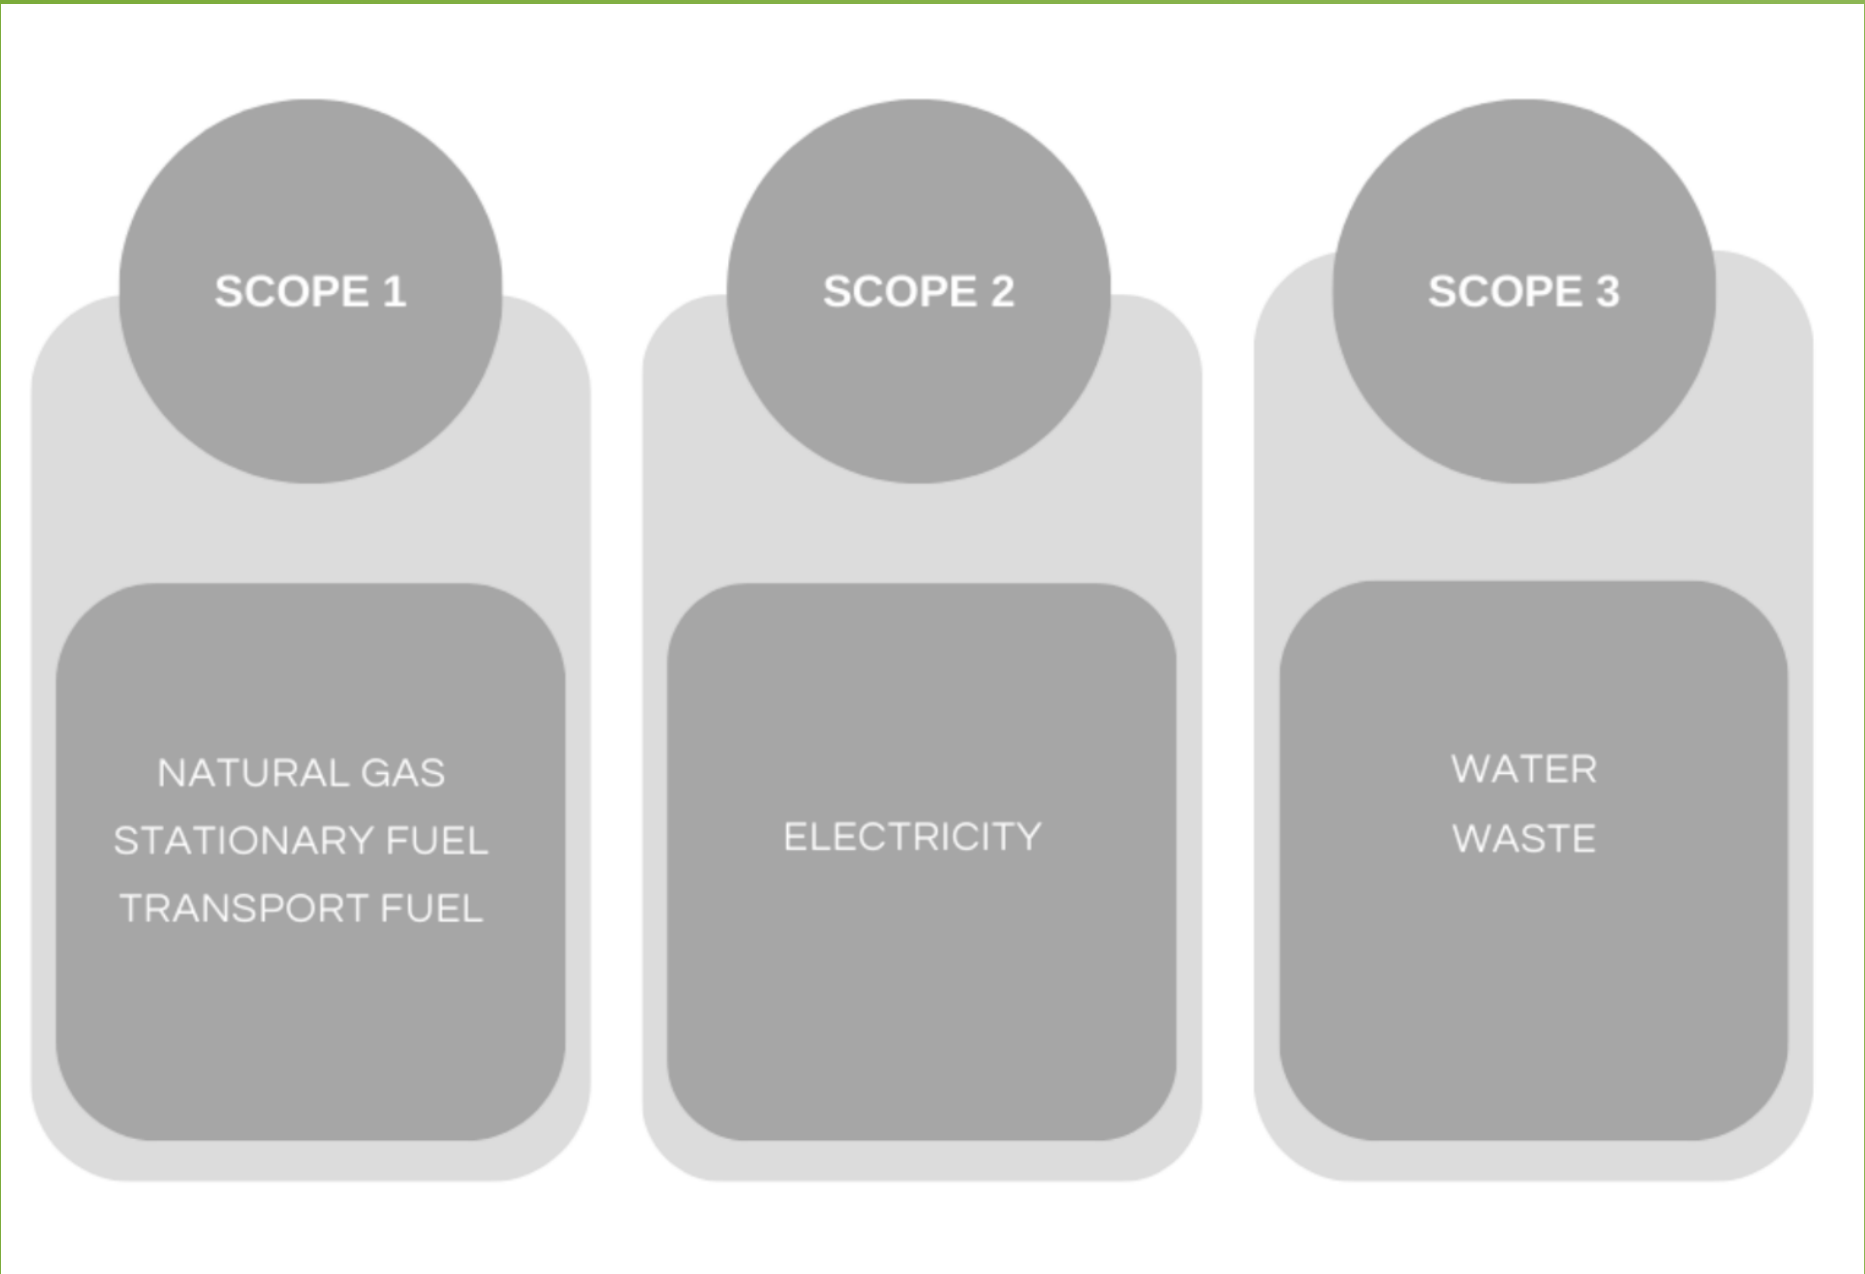 SCOPE 1
NATURAL GAS
STATIONARY FUEL
TRANSPORT FUEL
SCOPE 2
ELECTRICITY
SCOPE 3
WATER
WASTE